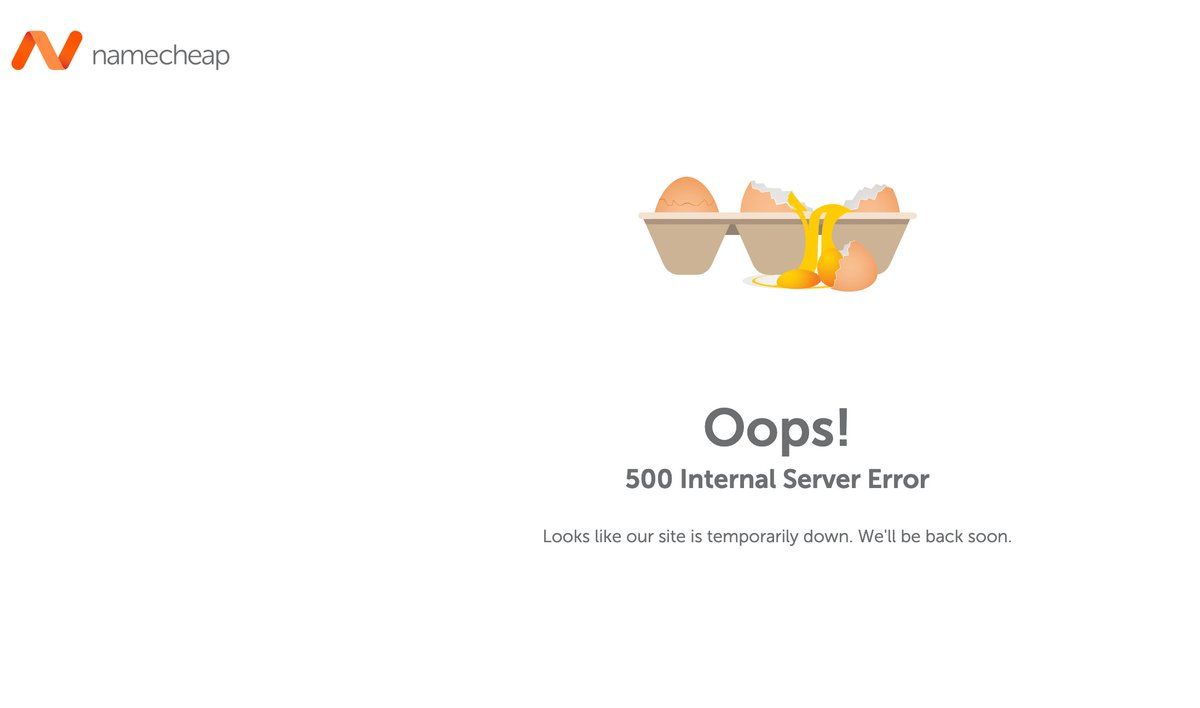 namecheap
Oops!
500 Internal Server Error
Looks like our site is temporarily down. We'll be back soon.